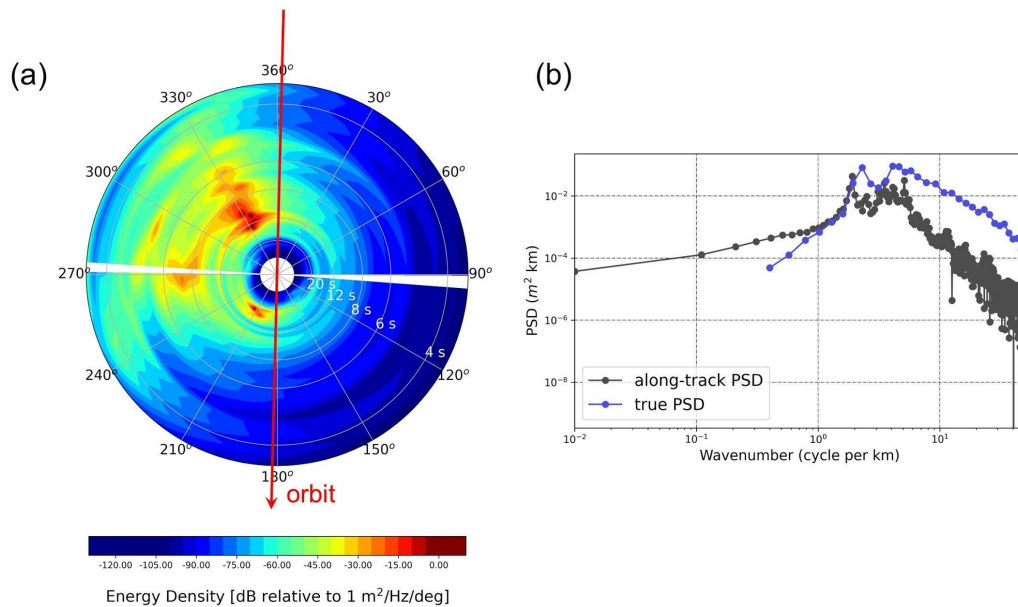 (a)
360°
330°
30°
300°
60°
270°
90°
20 s
12 s
8 s
6 s
4 s
240°
120°
210°
150°
180°
orbit
-120.00 -105.00 -90.00 -75.00 -60.00 -45.00 -30.00 -15.00 0.00
Energy Density [dB relative to 1 m²/Hz/deg]
(b)
10⁻²
10⁻⁴
10⁻⁶
10⁻⁸
PSD (m² km)
along-track PSD
true PSD
10⁻² 10⁻¹ 10⁰ 10¹
Wavenumber (cycle per km)